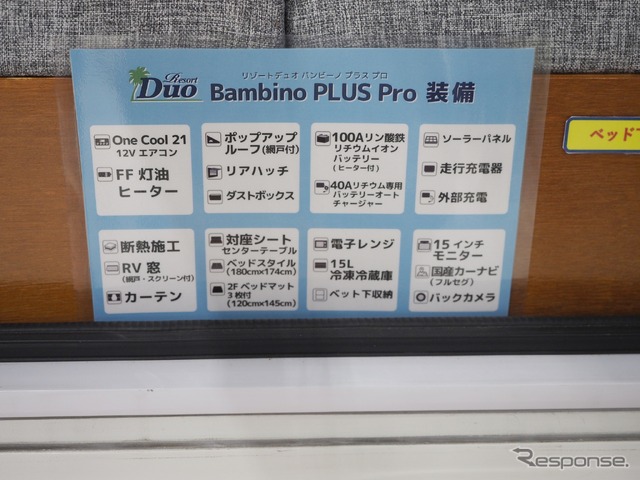 Resort
Duo
リゾートデュオ バンビーノ プラス プロ
Bambino PLUS Pro 装備
One Cool 21
12V エアコン
FF 灯油
ヒーター
ポップアップ
ルーフ(網戸付)
リアハッチ
ダストボックス
100Aリン酸鉄
リチウムイオン
バッテリー
(ヒーター付)
40Aリチウム専用
バッテリーオート
チャージャー
ソーラーパネル
走行充電器
外部充電
断熱施工
RV 窓
(網戸・スクリーン付)
カーテン
対座シート
センターテーブル
ベッドスタイル
(180cm×174cm)
2F ベッドマット
3枚付
(120cm×145cm)
電子レンジ
15L
冷凍冷蔵庫
ベット下収納
15インチ
モニター
国産カーナビ
(フルセグ)
バックカメラ
ベッド下
Response.